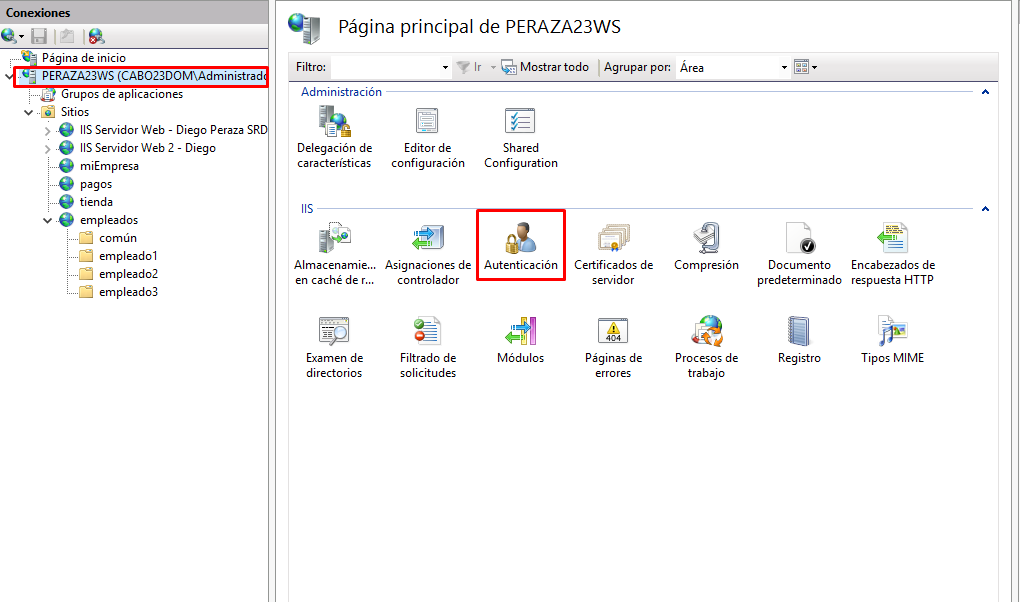 Conexiones
Página de inicio
PERAZA23WS (CABO23DOM\Administrado
Grupos de aplicaciones
Sitios
IIS Servidor Web - Diego Peraza SRD
IIS Servidor Web 2 - Diego
miEmpresa
pagos
tienda
empleados
común
empleado1
empleado2
empleado3
Página principal de PERAZA23WS
Filtro:
Ir
Mostrar todo
Agrupar por:
Área
Administración
Delegación de
características
Editor de
configuración
Shared
Configuration
IIS
Almacenamie...
en caché de r...
Asignaciones de
controlador
Autenticación
Certificados de
servidor
Compresión
Documento
predeterminado
Encabezados de
respuesta HTTP
Examen de
directorios
Filtrado de
solicitudes
Módulos
404
Páginas de
errores
Procesos de
trabajo
Registro
Tipos MIME